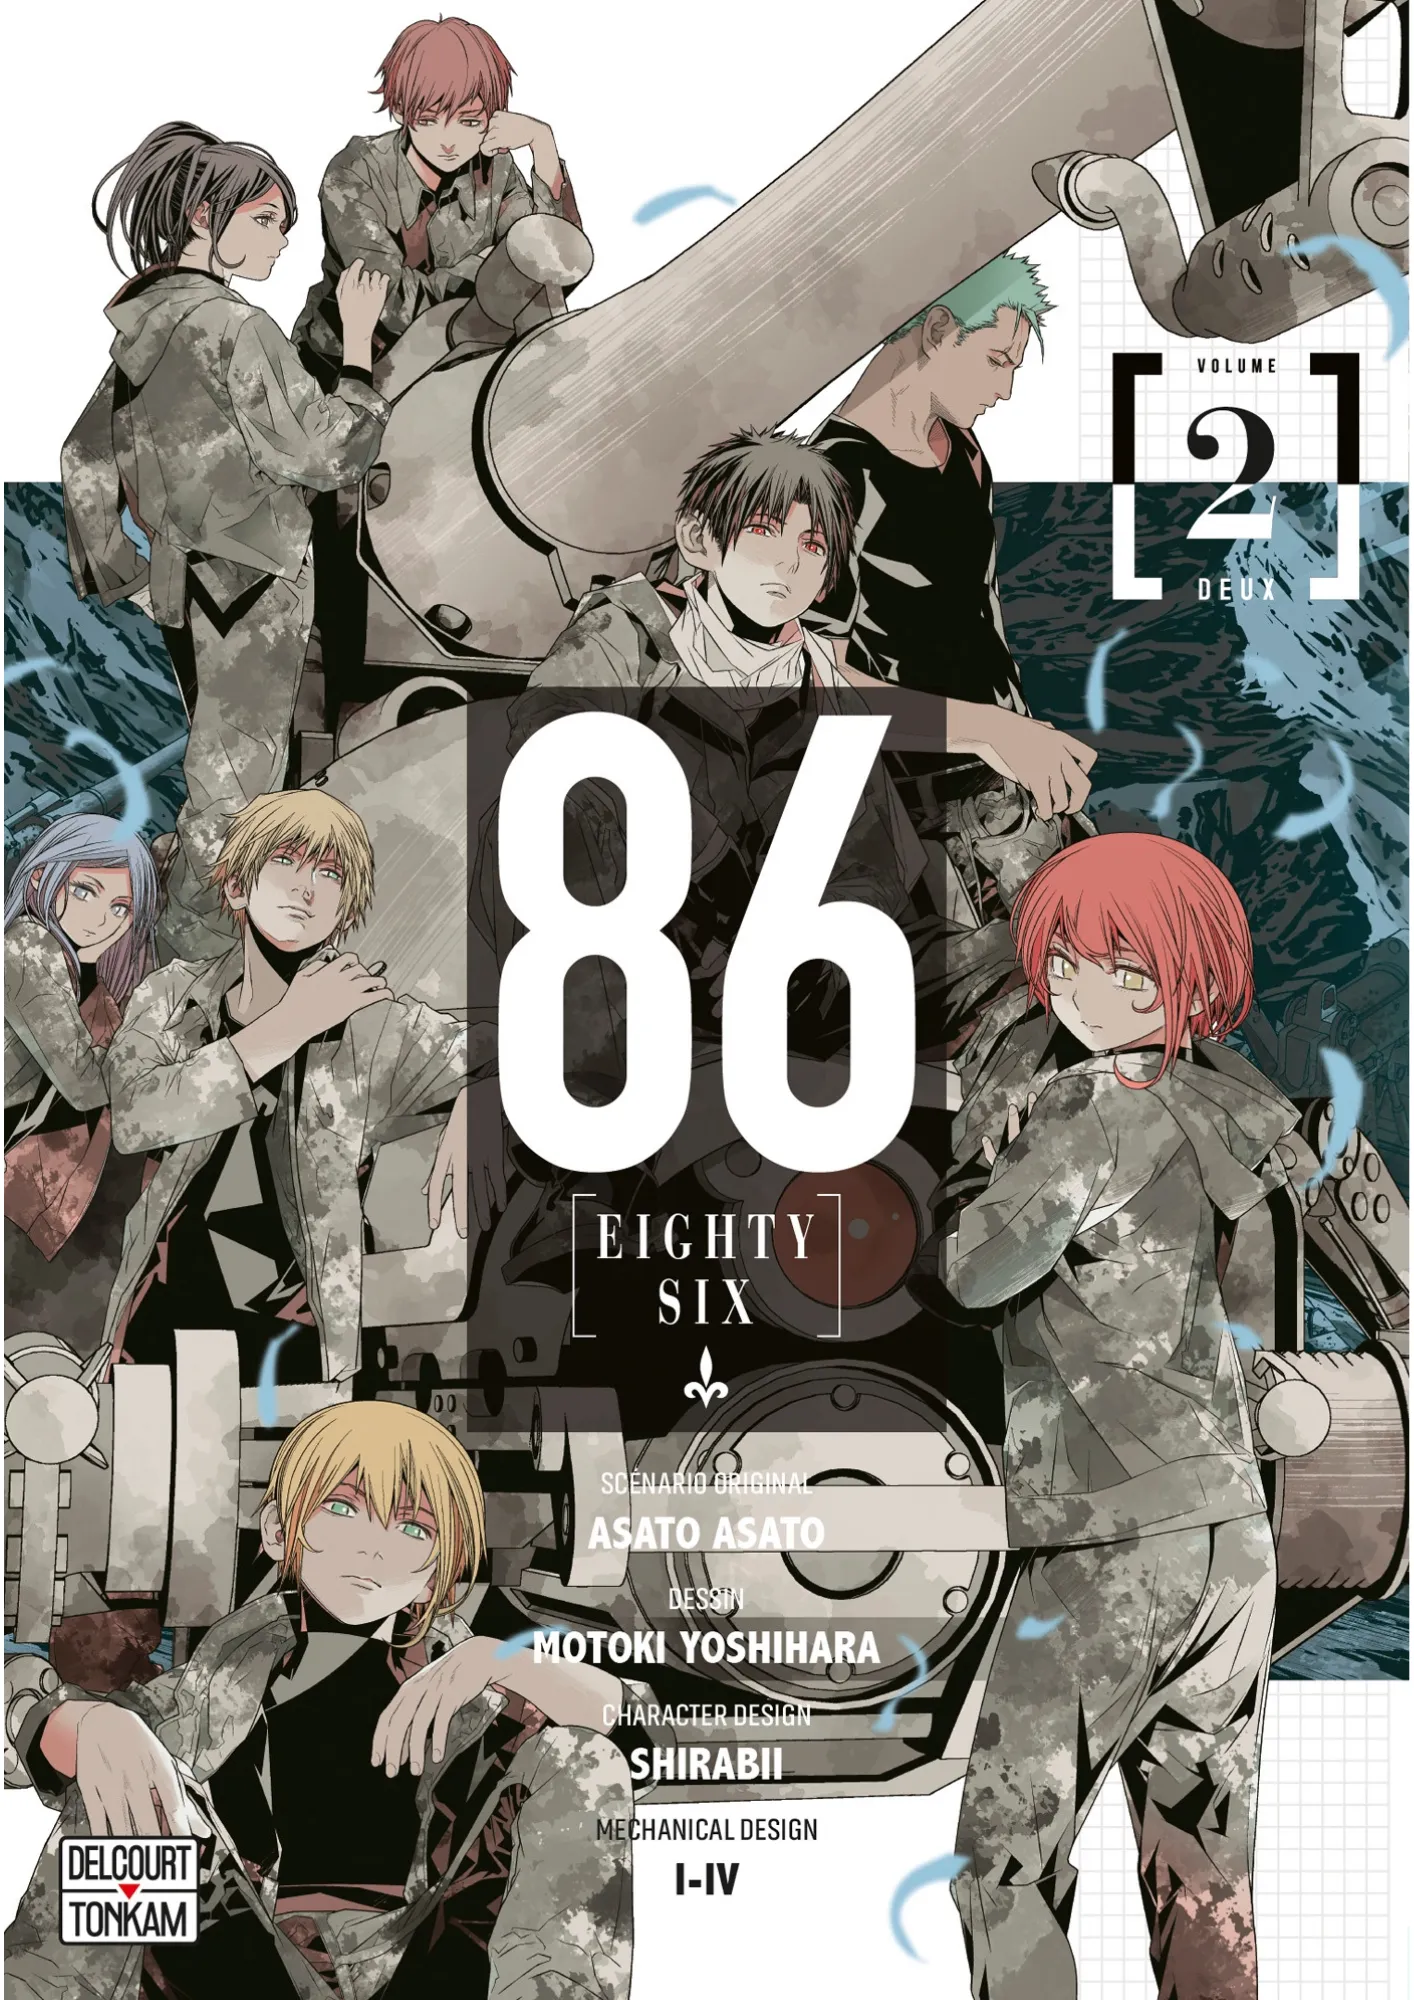 VOLUME
2
DEUX
86
EIGHTY
SIX
SCÉNARIO ORIGINAL
ASATO ASATO
DESSIN
MOTOKI YOSHIHARA
CHARACTER DESIGN
SHIRABII
MECHANICAL DESIGN
I-IV
DELCOURT
TONKAM